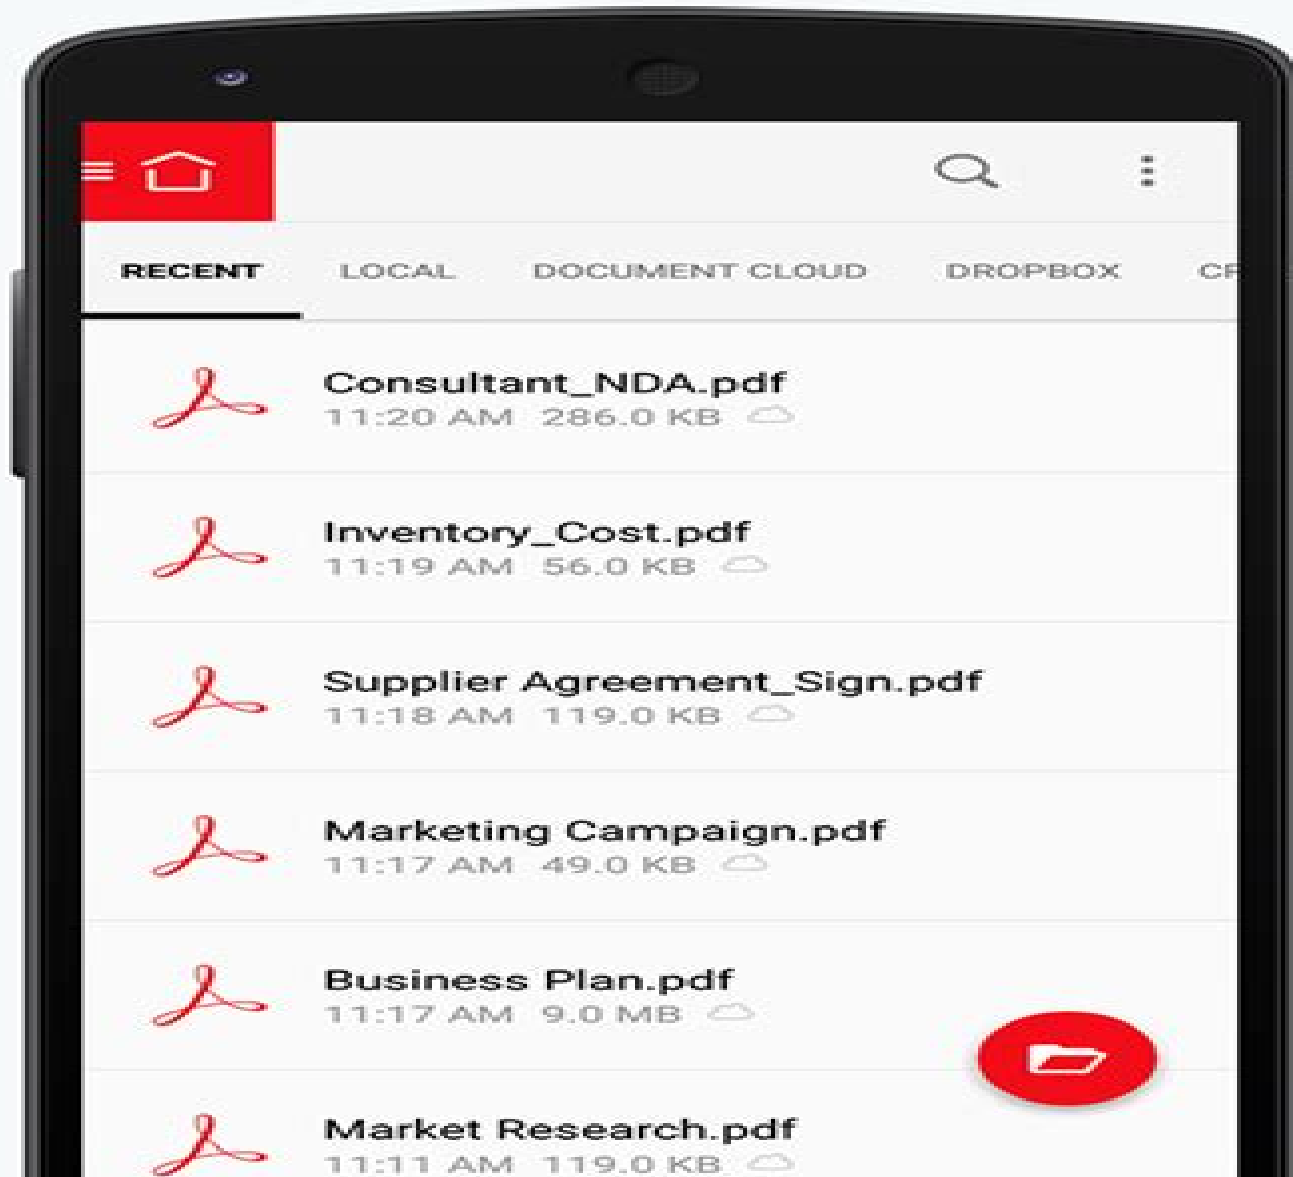 RECENT LOCAL DOCUMENT CLOUD DROPBOX
Consultant_NDA.pdf
11:20 AM 286.0 KB
Inventory_Cost.pdf
11:19 AM 56.0 KB
Supplier Agreement_Sign.pdf
11:18 AM 119.0 KB
Marketing Campaign.pdf
11:17 AM 49.0 KB
Business Plan.pdf
11:17 AM 9.0 MB
Market Research.pdf
11:11 AM 119.0 KB